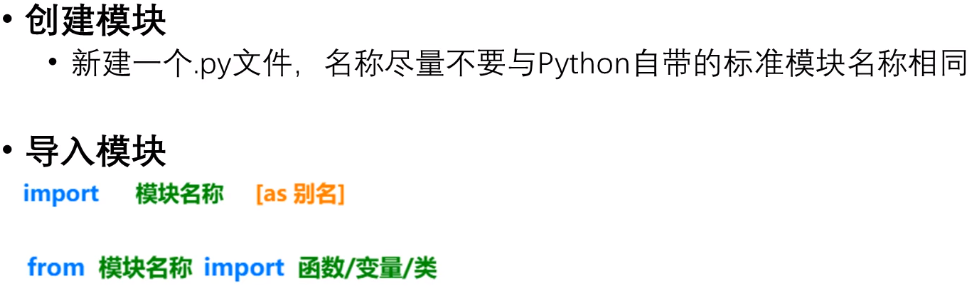 • 创建模块
• 新建一个.py文件，名称尽量不要与Python自带的标准模块名称相同
• 导入模块
import 模块名称 [as 别名]
from 模块名称 import 函数/变量/类